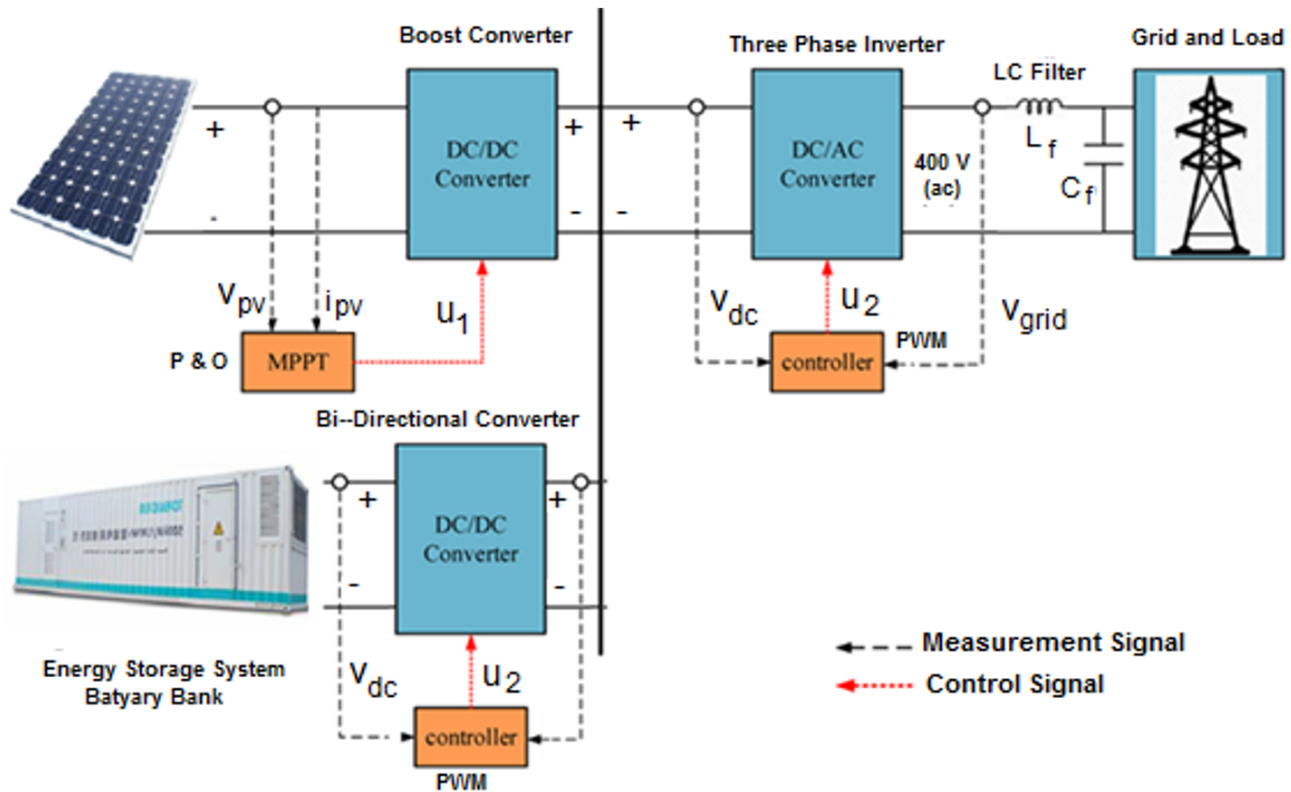 Boost Converter
Three Phase Inverter
Grid and Load
LC Filter
+
-
DC/DC
Converter
+
-
+
-
DC/AC
Converter
400 V
(ac)
Lf
Cf
vpv
ipv
u1
vdc
u2
vgrid
P & O
MPPT
controller
PWM
Bi--Directional Converter
+
-
DC/DC
Converter
+
-
Energy Storage System
Batyary Bank
vdc
u2
controller
PWM
Measurement Signal
Control Signal